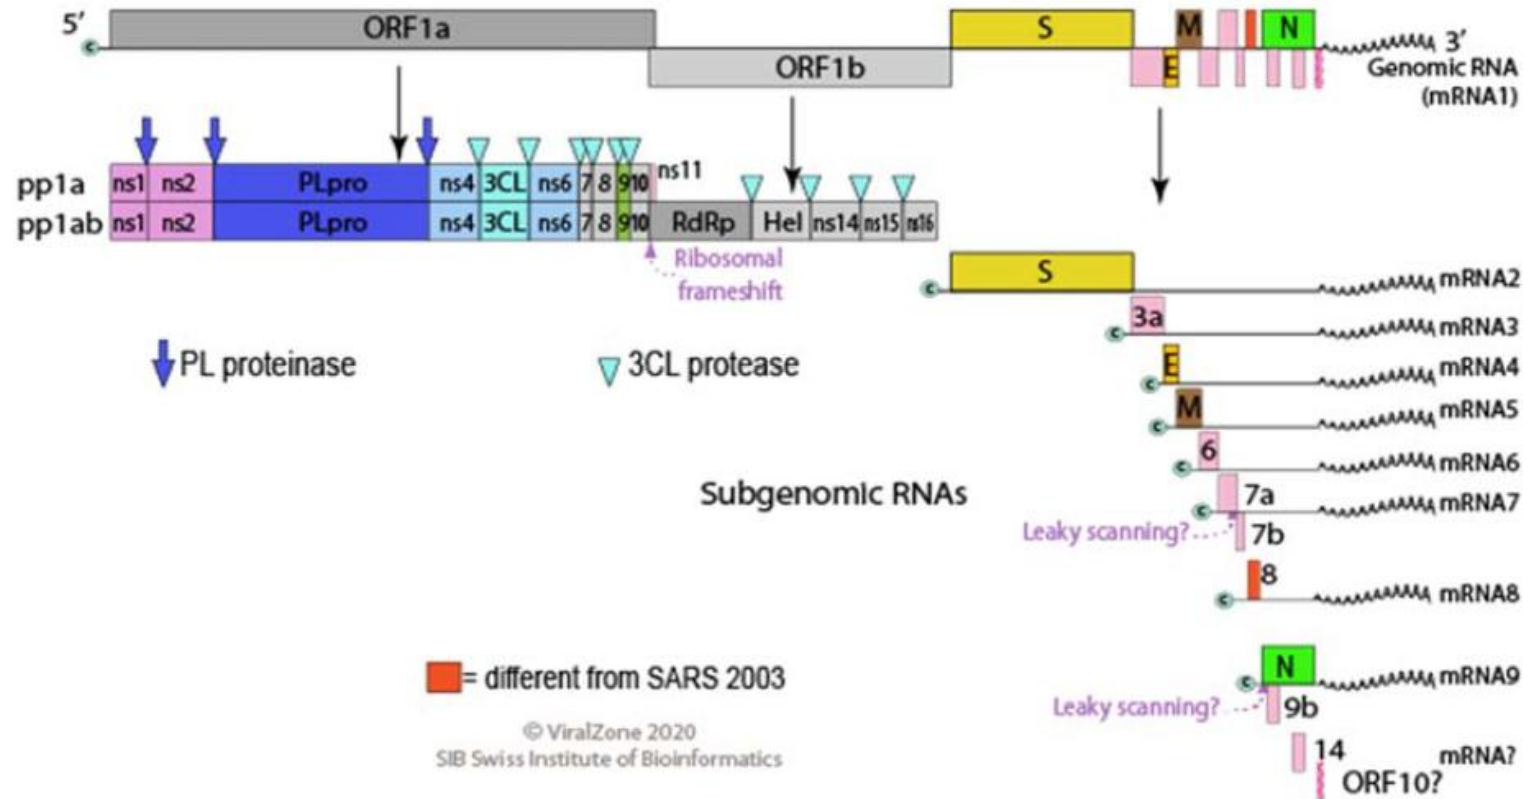 5′ ORF1a S M N 3′
c ORF1b E Genomic RNA
(mRNA1)
pp1a ns1 ns2 PLpro ns4 3CL ns6 7 8 9 10 ns11
pp1ab ns1 ns2 PLpro ns4 3CL ns6 7 8 9 10 RdRp Hel ns14 ns15 ns16
Ribosomal
frameshift
c S mRNA2
c 3a mRNA3
PL proteinase 3CL protease
c E mRNA4
c M mRNA5
c 6 mRNA6
Subgenomic RNAs
c 7a mRNA7
Leaky scanning? 7b
c 8 mRNA8
= different from SARS 2003
c N mRNA9
Leaky scanning? 9b
© ViralZone 2020
SIB Swiss Institute of Bioinformatics
14 mRNA?
ORF10?